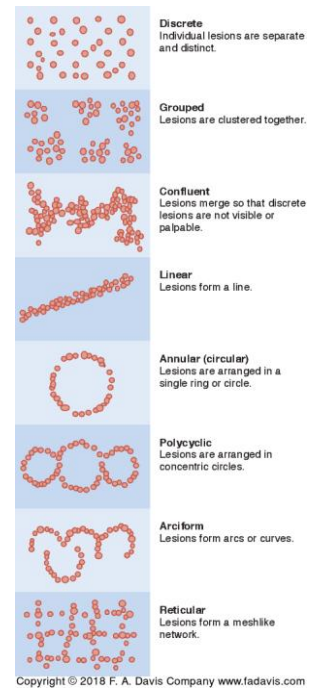 Discrete
Individual lesions are separate
and distinct.
Grouped
Lesions are clustered together.
Confluent
Lesions merge so that discrete
lesions are not visible or
palpable.
Linear
Lesions form a line.
Annular (circular)
Lesions are arranged in a
single ring or circle.
Polycyclic
Lesions are arranged in
concentric circles.
Arciform
Lesions form arcs or curves.
Reticular
Lesions form a meshlike
network.
Copyright © 2018 F. A. Davis Company www.fadavis.com